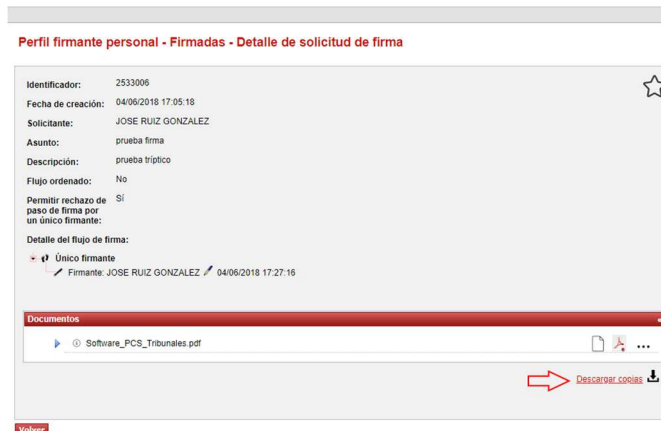 Perfil firmante personal - Firmadas - Detalle de solicitud de firma
Identificador: 2533006
Fecha de creación: 04/06/2018 17:05:18
Solicitante: JOSE RUIZ GONZALEZ
Asunto: prueba firma
Descripción: prueba tríptico
Flujo ordenado: No
Permitir rechazo de Sí
paso de firma por
un único firmante:
Detalle del flujo de firma:
Único firmante
Firmante: JOSE RUIZ GONZALEZ 04/06/2018 17:27:16
Documentos
Software_PCS_Tribunales.pdf
Descargar copias
Volver